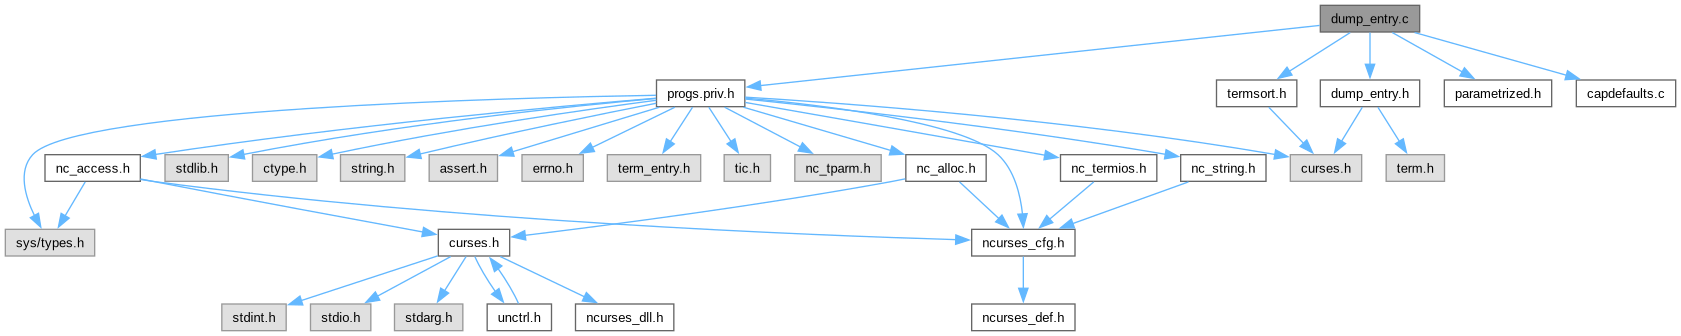 dump_entry.c
progs.priv.h
termsort.h
dump_entry.h
parametrized.h
capdefaults.c
nc_access.h
stdlib.h
ctype.h
string.h
assert.h
errno.h
term_entry.h
tic.h
nc_tparm.h
nc_alloc.h
nc_termios.h
nc_string.h
curses.h
term.h
sys/types.h
curses.h
ncurses_cfg.h
stdint.h
stdio.h
stdarg.h
unctrl.h
ncurses_dll.h
ncurses_def.h